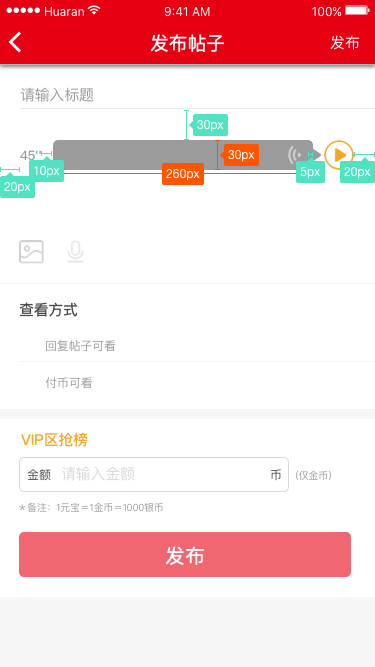 Huaran 9:41 AM 100%
发布帖子 发布
请输入标题
30px
45'' 30px
10px 260px 5px 20px
20px
查看方式
回复帖子可看
付币可看
VIP区抢榜
金额 请输入金额 币 (仅金币)
* 备注: 1元宝=1金币=1000银币
发布